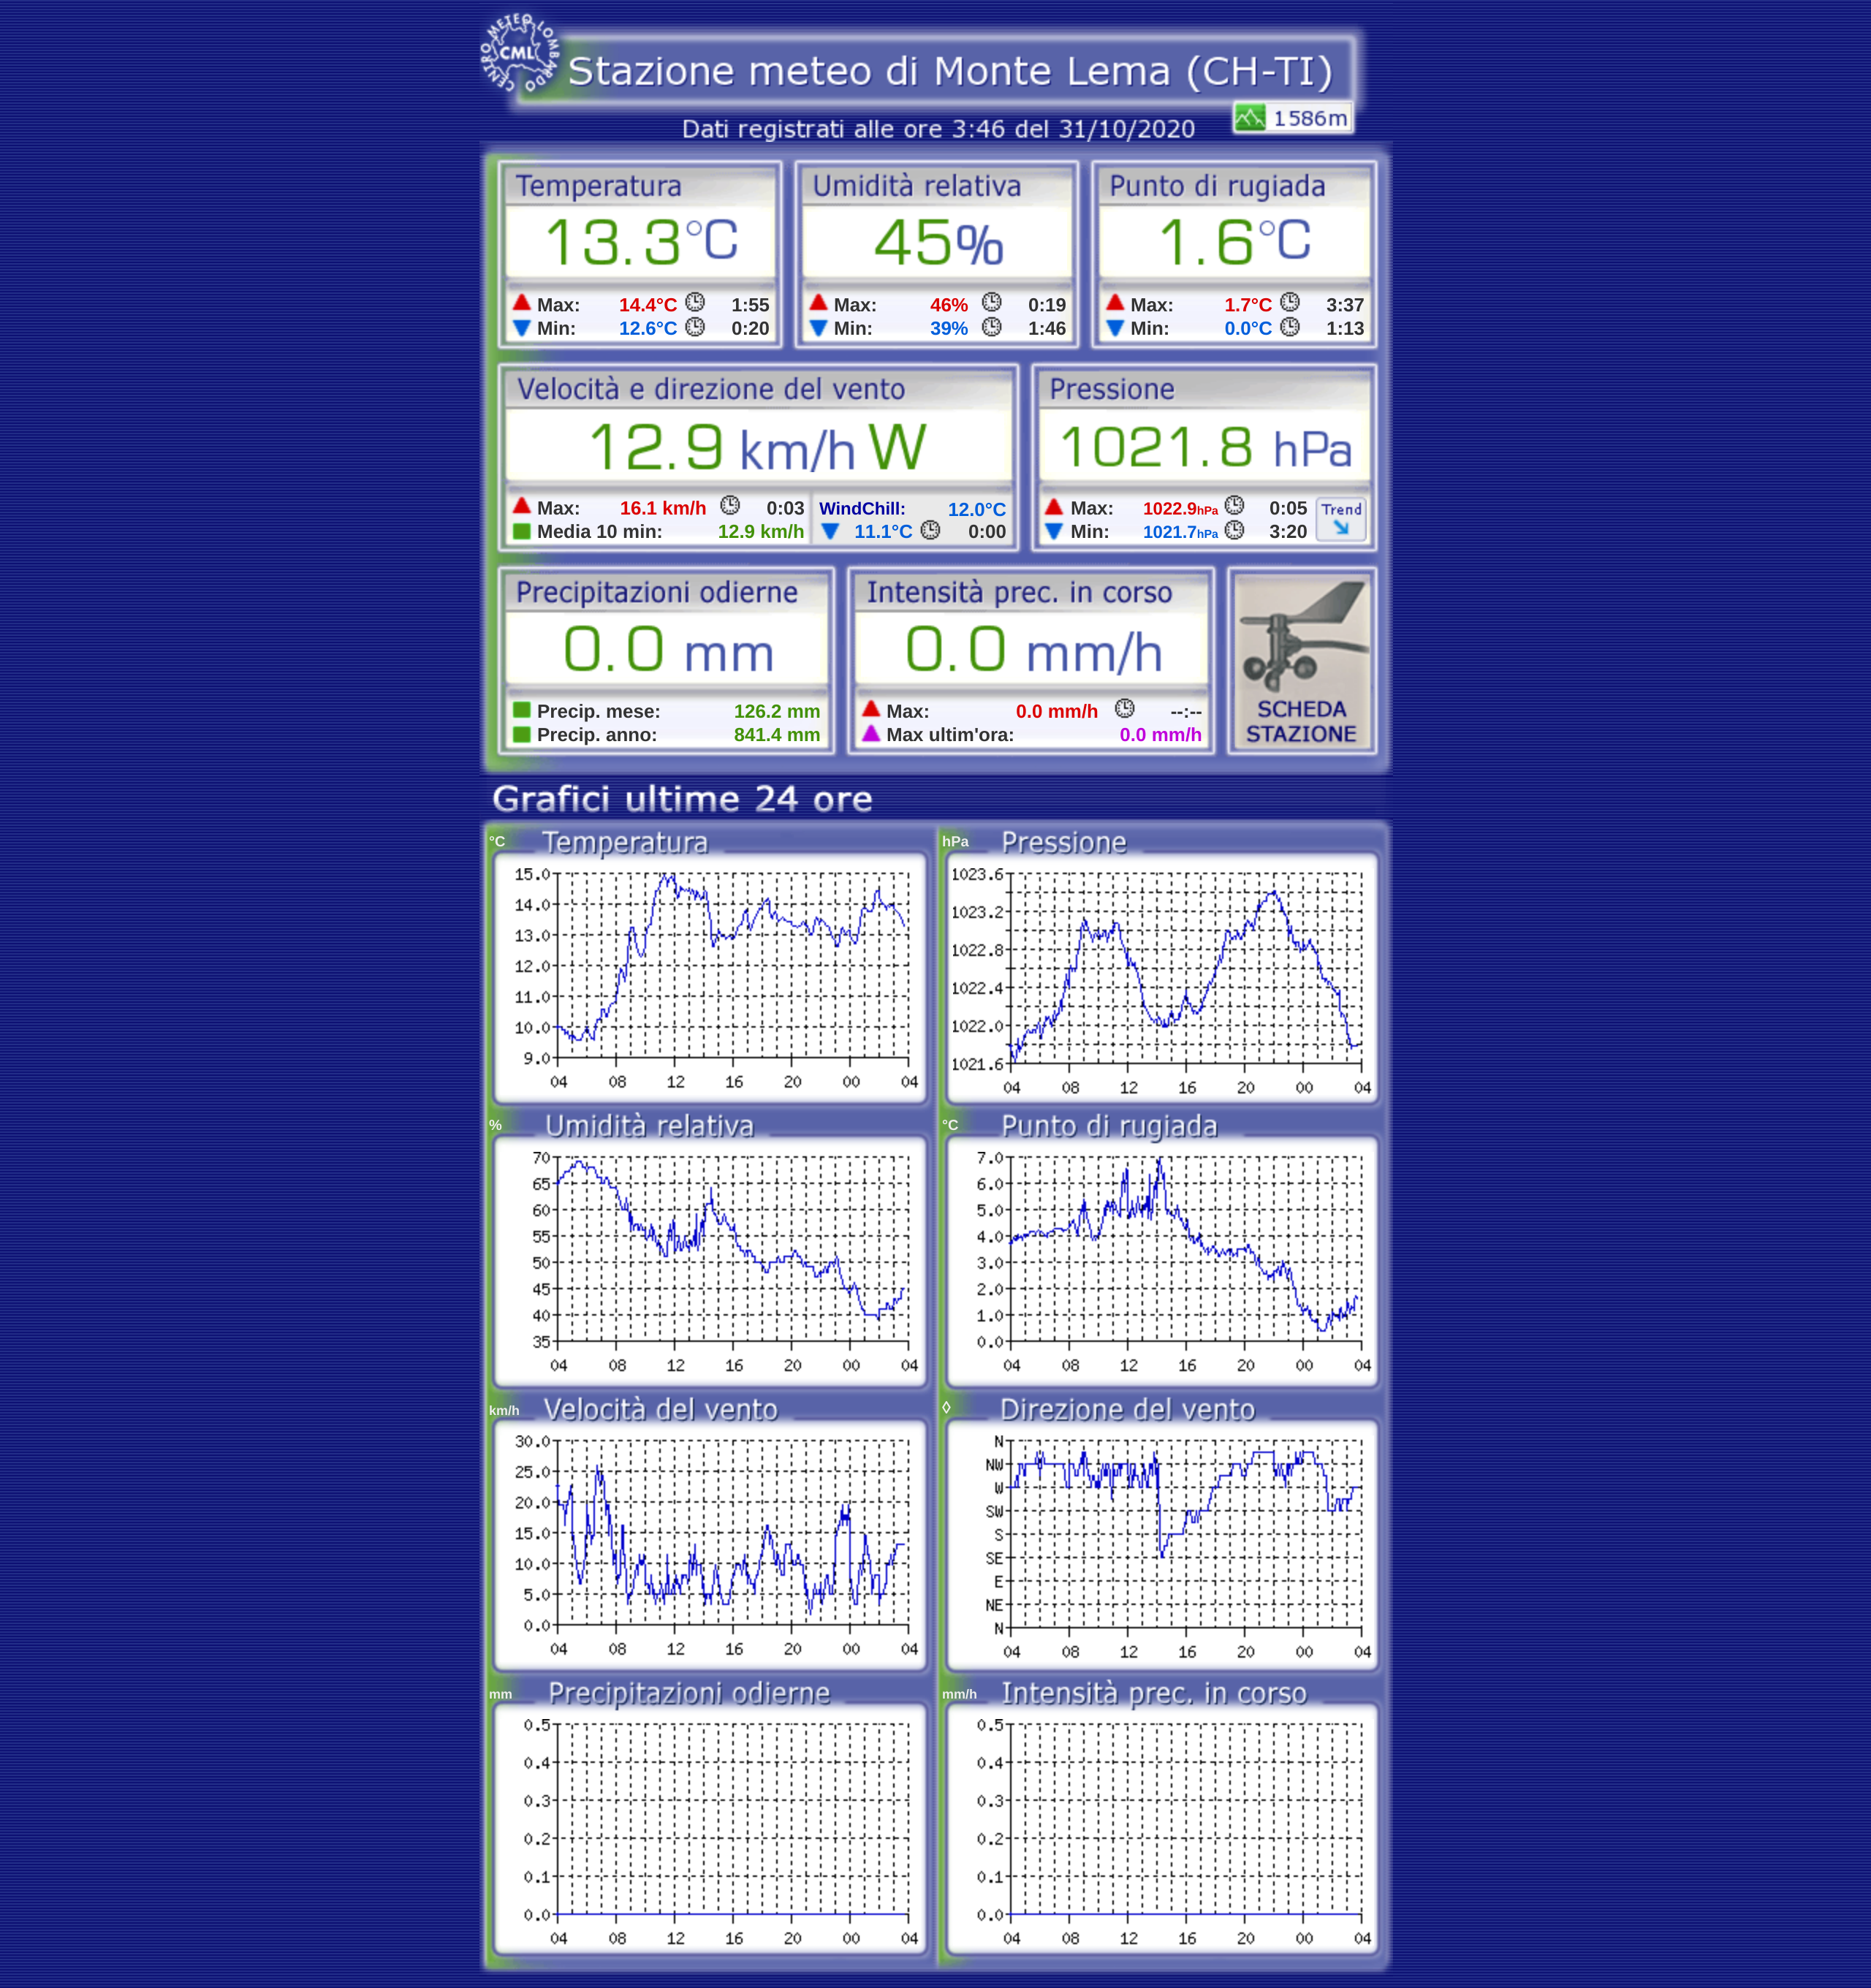 CENTRO METEO LOMBARDO
CML
Stazione meteo di Monte Lema (CH-TI)
1586m
Dati registrati alle ore 3:46 del 31/10/2020
Temperatura Umidità relativa Punto di rugiada
13.3°C 45% 1.6°C
Max: 14.4°C 1:55 Max: 46% 0:19 Max: 1.7°C 3:37
Min: 12.6°C 0:20 Min: 39% 1:46 Min: 0.0°C 1:13
Velocità e direzione del vento Pressione
12.9 km/h W 1021.8 hPa
Max: 16.1 km/h 0:03 WindChill: 12.0°C Max: 1022.9hPa 0:05 Trend
Media 10 min: 12.9 km/h 11.1°C 0:00 Min: 1021.7hPa 3:20
Precipitazioni odierne Intensità prec. in corso
0.0 mm 0.0 mm/h
Precip. mese: 126.2 mm Max: 0.0 mm/h --:-- SCHEDA
Precip. anno: 841.4 mm Max ultim'ora: 0.0 mm/h STAZIONE
Grafici ultime 24 ore
°C Temperatura
15.0
14.0
13.0
12.0
11.0
10.0
9.0
04 08 12 16 20 00 04
hPa Pressione
1023.6
1023.2
1022.8
1022.4
1022.0
1021.6
04 08 12 16 20 00 04
% Umidità relativa
70
65
60
55
50
45
40
35
04 08 12 16 20 00 04
°C Punto di rugiada
7.0
6.0
5.0
4.0
3.0
2.0
1.0
0.0
04 08 12 16 20 00 04
km/h Velocità del vento
30.0
25.0
20.0
15.0
10.0
5.0
0.0
04 08 12 16 20 00 04
◊ Direzione del vento
N
NW
W
SW
S
SE
E
NE
N
04 08 12 16 20 00 04
mm Precipitazioni odierne
0.5
0.4
0.3
0.2
0.1
0.0
04 08 12 16 20 00 04
mm/h Intensità prec. in corso
0.5
0.4
0.3
0.2
0.1
0.0
04 08 12 16 20 00 04